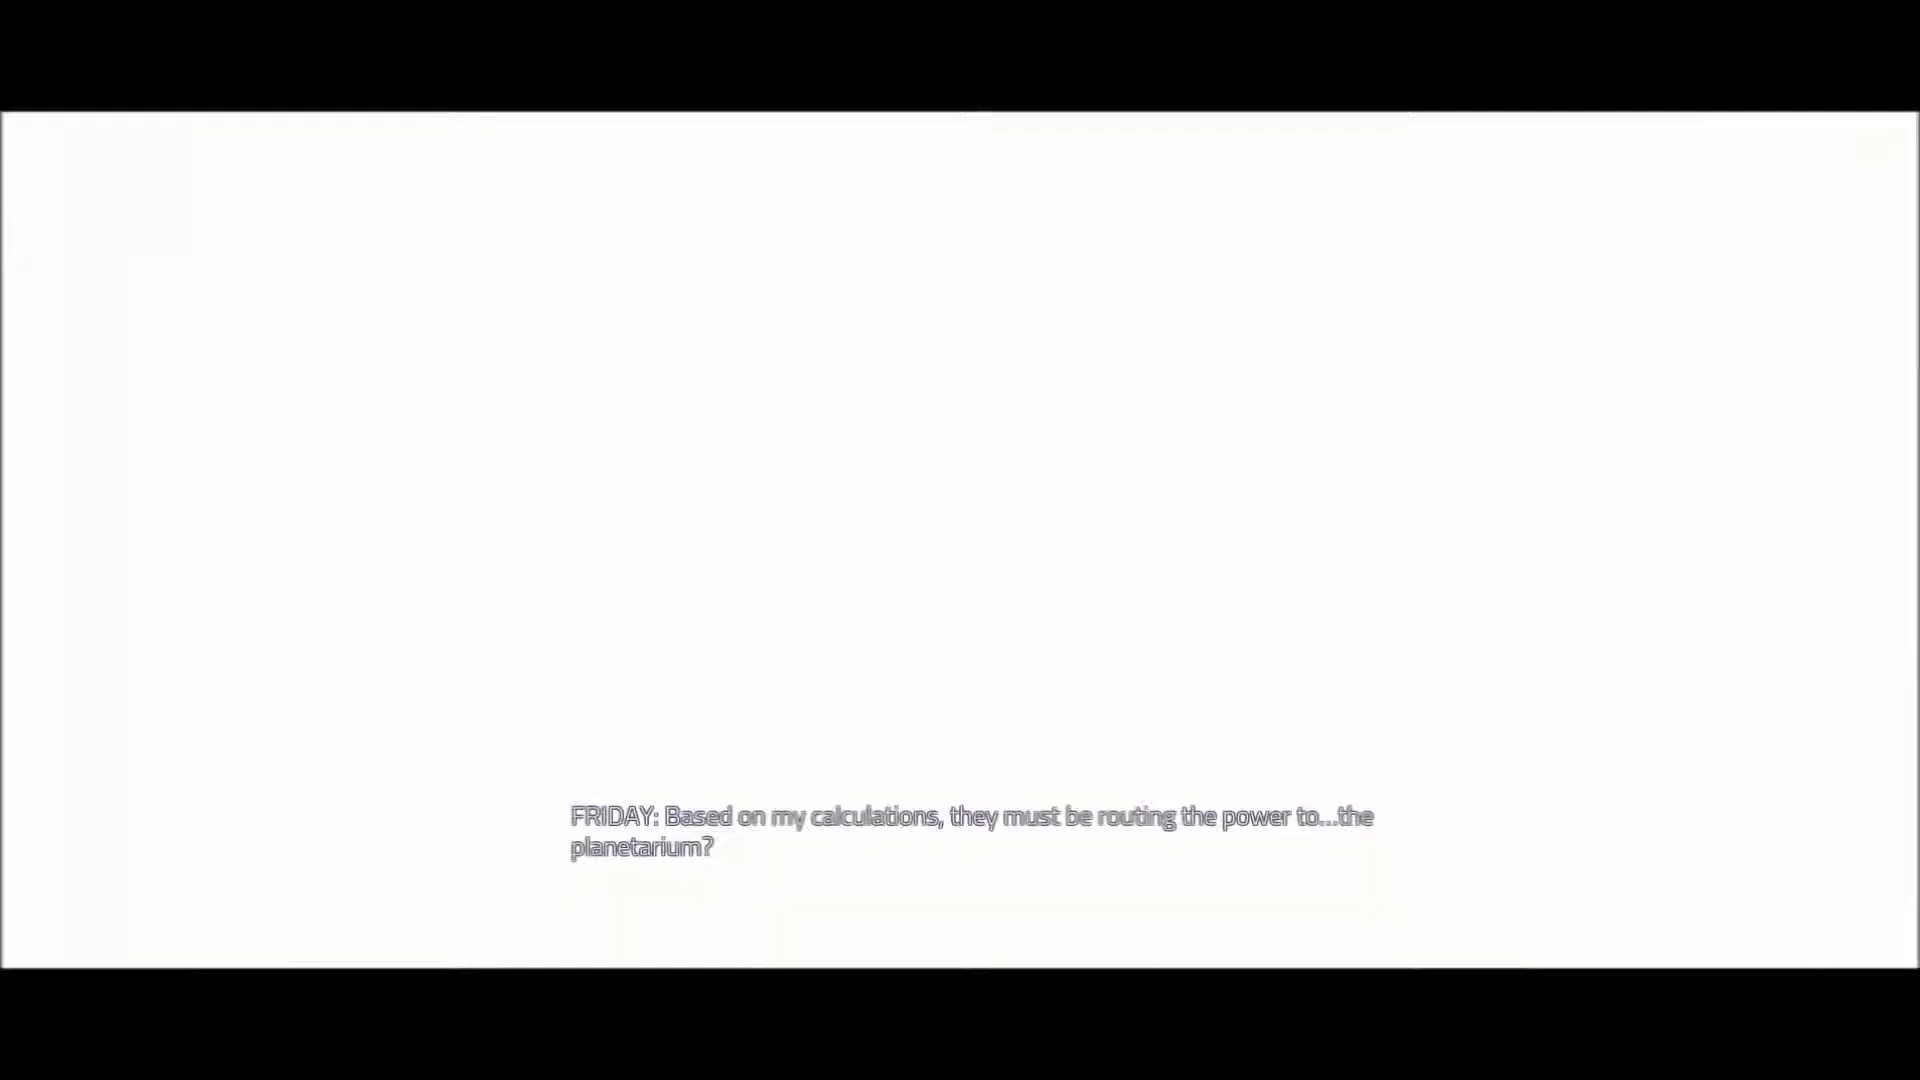 FRIDAY: Based on my calculations, they must be routing the power to...the
planetarium?